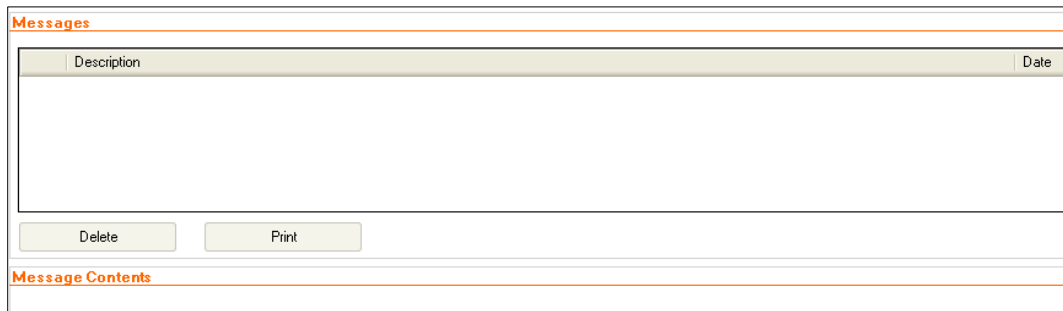 Messages
Description Date
Delete Print
Message Contents